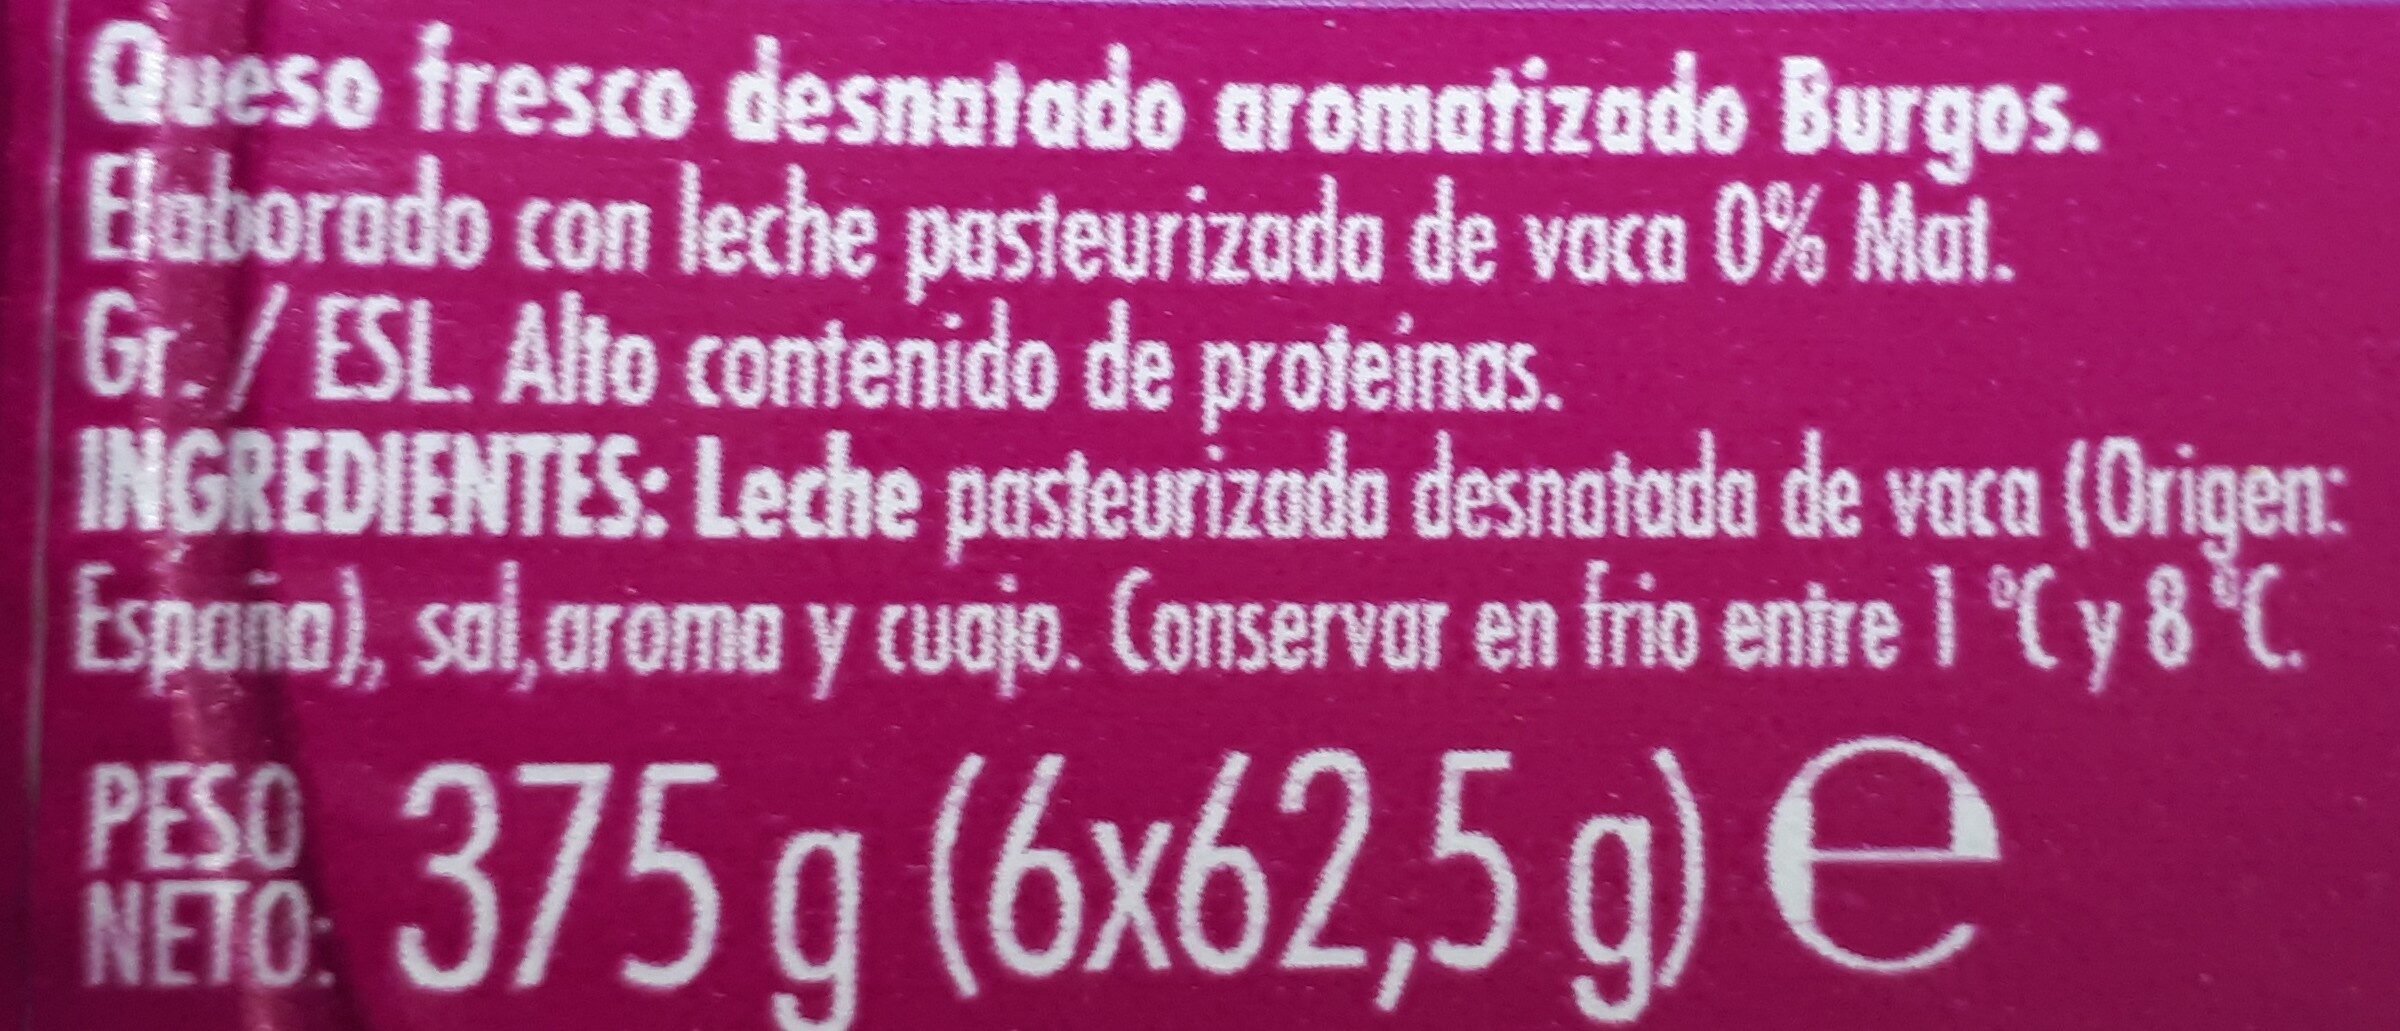 Queso fresco desnatado aromatizado Burgos.
Elaborado con leche pasteurizada de vaca 0% Mat.
Gr. / ESL. Alto contenido de proteínas.
INGREDIENTES: Leche pasteurizada desnatada de vaca (Origen:
España), sal,aroma y cuajo. Conservar en frio entre 1 °C y 8 °C.
PESO
NETO: 375 g (6x62,5 g) e